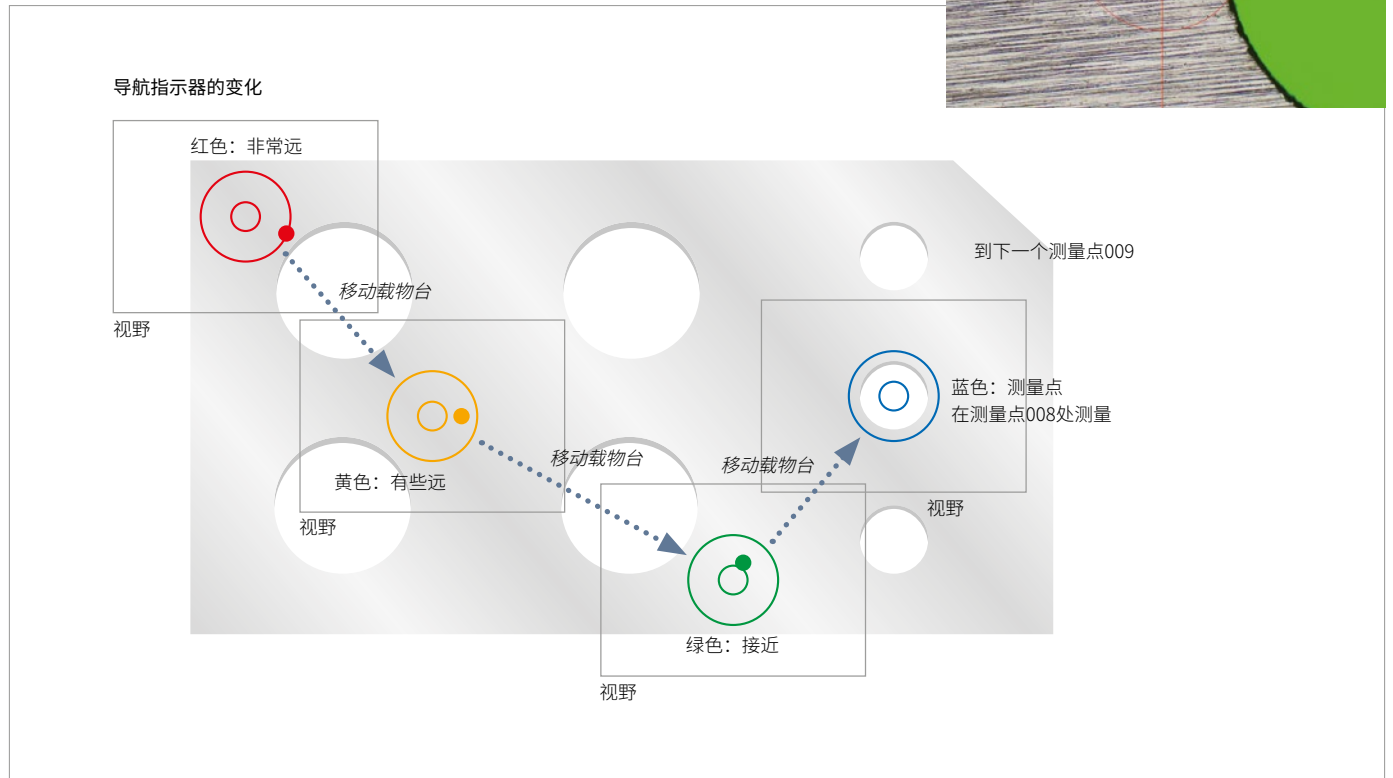 导航指示器的变化
红色：非常远
到下一个测量点009
移动载物台
视野
蓝色：测量点
在测量点008处测量
移动载物台
移动载物台
黄色：有些远
视野
视野
绿色：接近
视野